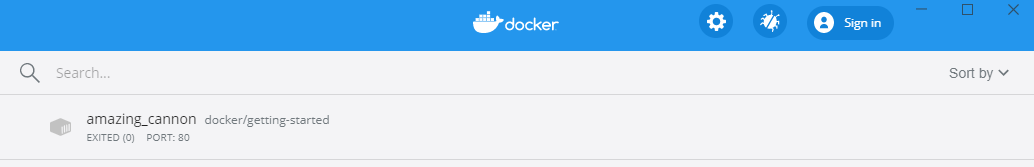 docker
Sign in
Search...
Sort by
amazing_cannon docker/getting-started
EXITED (0) PORT: 80